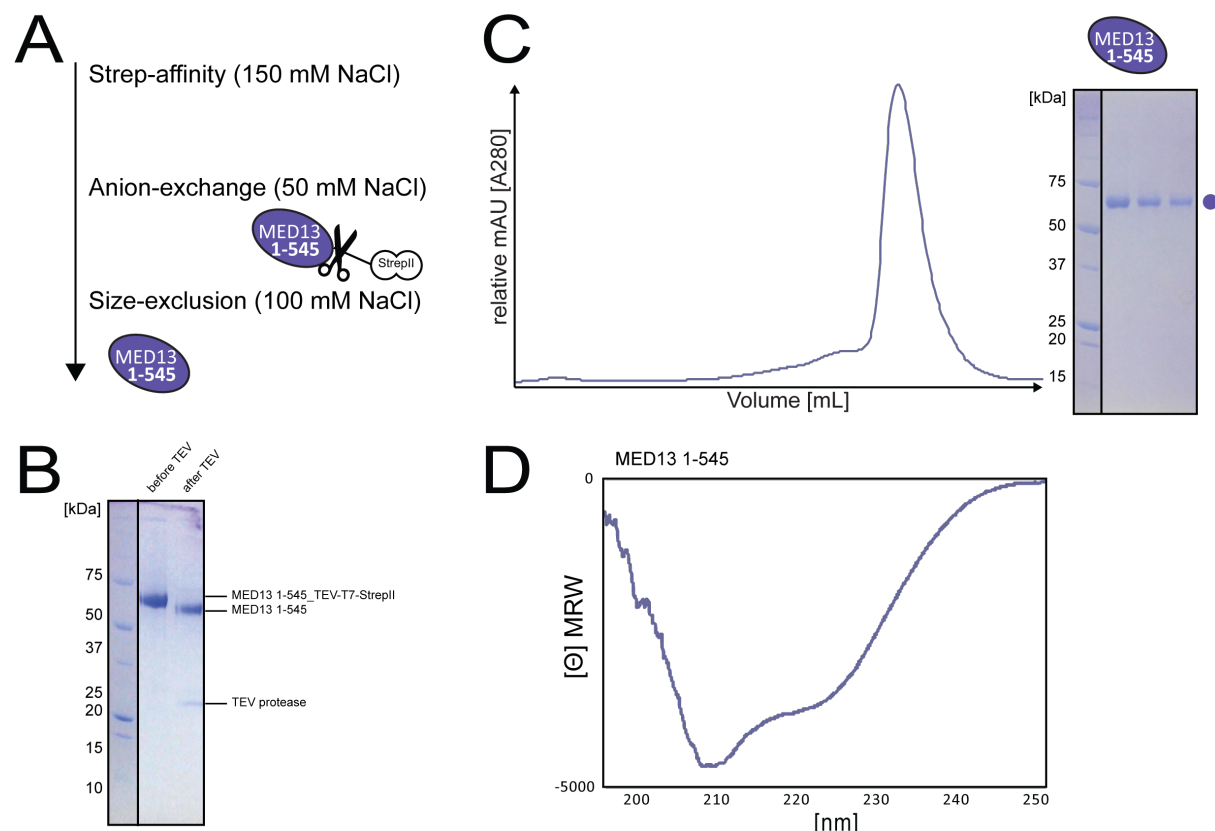 A
Strep-affinity (150 mM NaCl)
Anion-exchange (50 mM NaCl)
MED13
1-545
StrepII
Size-exclusion (100 mM NaCl)
MED13
1-545
B
before TEV
after TEV
[kDa]
75
50
37
25
20
15
10
MED13 1-545_TEV-T7-StrepII
MED13 1-545
TEV protease
C
relative mAU [A280]
Volume [mL]
MED13
1-545
[kDa]
75
50
37
25
20
15
D
MED13 1-545
0
-5000
[Θ] MRW
200
210
220
230
240
250
[nm]